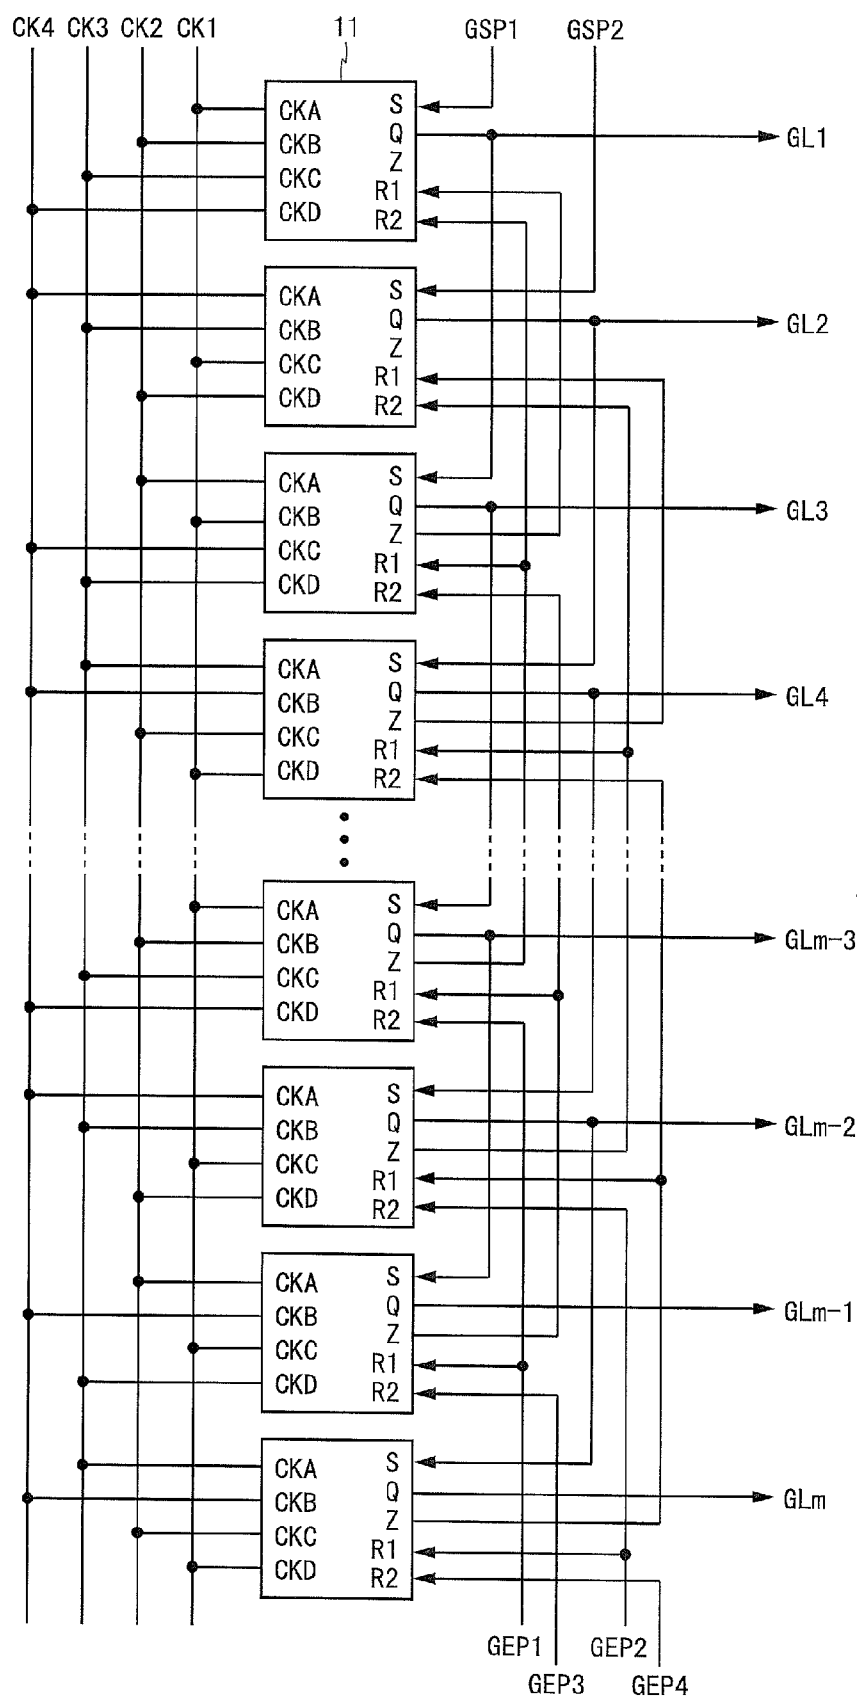 CK4 CK3 CK2 CK1 11 GSP1 GSP2
CKA S
CKB Q GL1
Z
CKC R1
CKD R2
CKA S
CKB Q GL2
Z
CKC R1
CKD R2
CKA S
CKB Q GL3
Z
CKC R1
CKD R2
CKA S
CKB Q GL4
Z
CKC R1
CKD R2
CKA S
CKB Q GLm-3
Z
CKC R1
CKD R2
CKA S
CKB Q GLm-2
Z
CKC R1
CKD R2
CKA S
CKB Q GLm-1
Z
CKC R1
CKD R2
CKA S
CKB Q GLm
Z
CKC R1
CKD R2
GEP1 GEP2
GEP3 GEP4